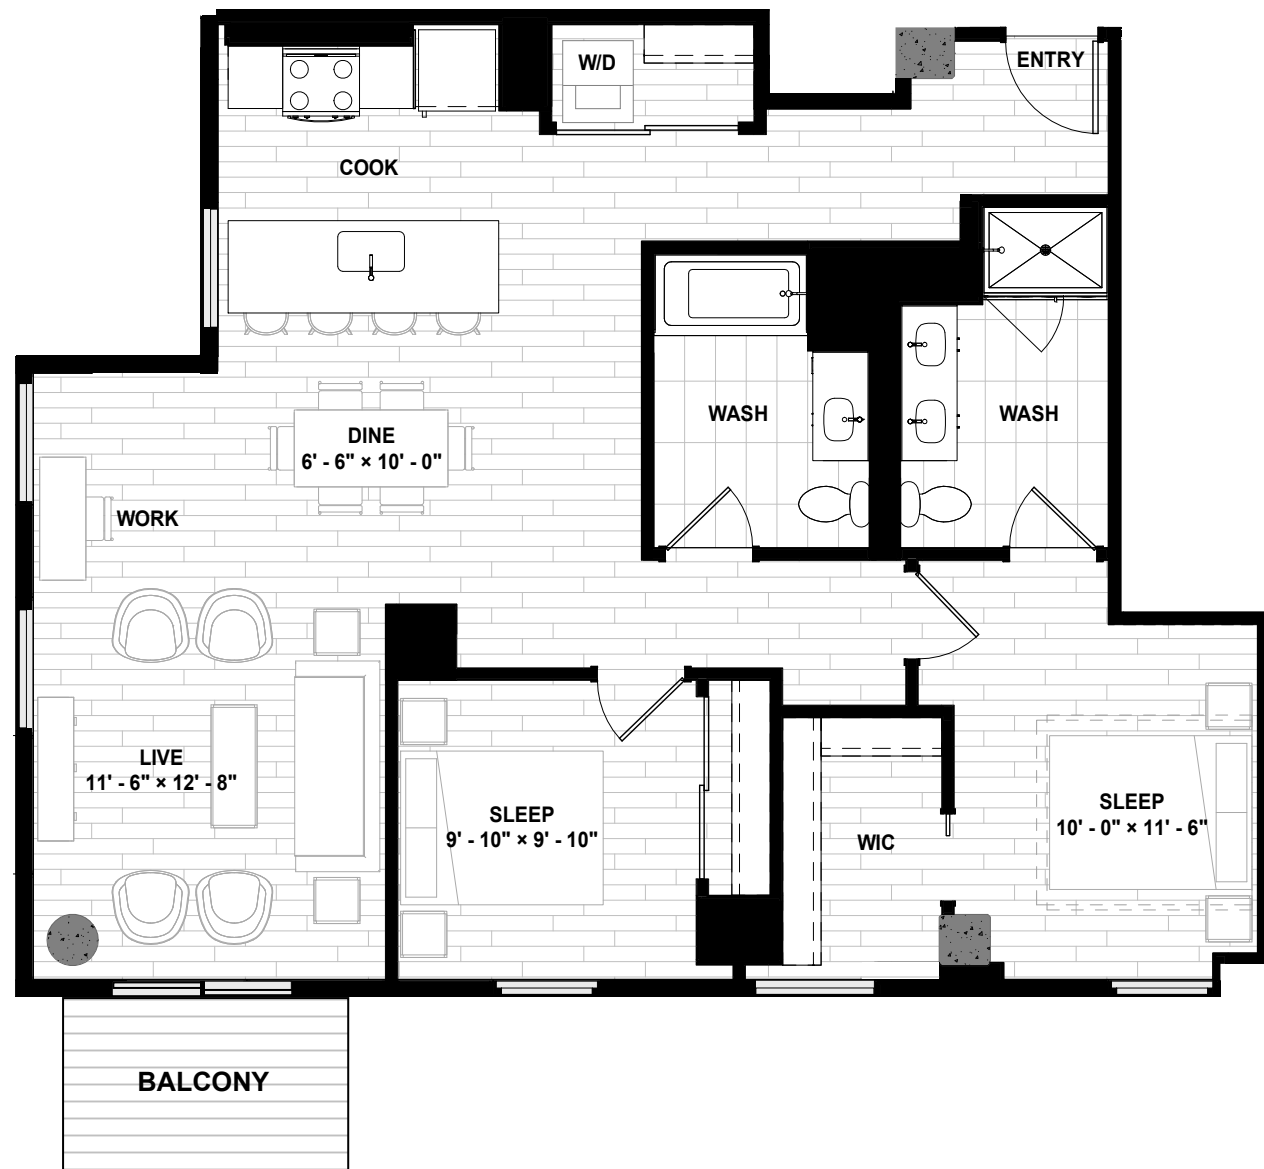 W/D
ENTRY
COOK
WASH
WASH
DINE
6' - 6" × 10' - 0"
WORK
LIVE
11' - 6" × 12' - 8"
SLEEP
9' - 10" × 9' - 10"
WIC
SLEEP
10' - 0" × 11' - 6"
BALCONY